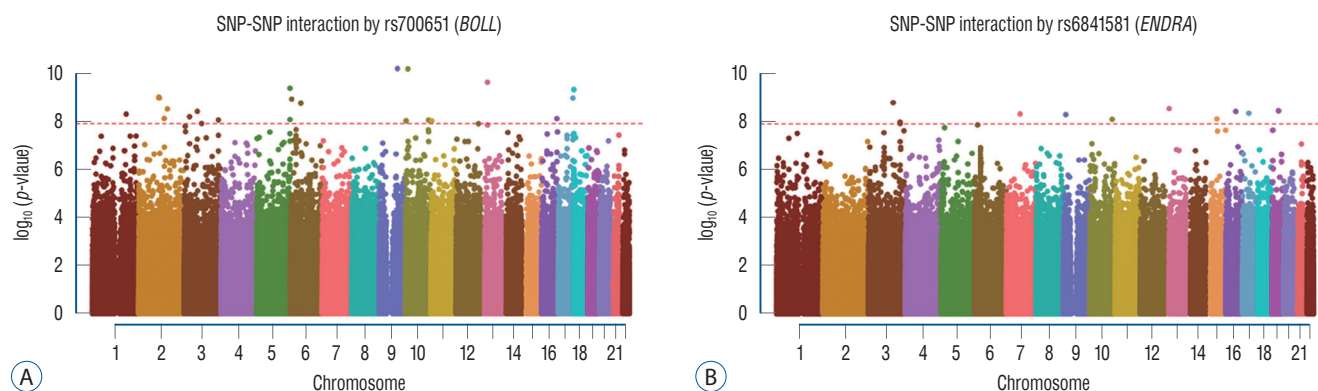 SNP-SNP interaction by rs700651 (BOLL)
10
8
6
4
2
0
log10 (p-vlaue)
1 2 3 4 5 6 7 8 9 10 12 14 16 18 21
Chromosome
A
SNP-SNP interaction by rs6841581 (ENDRA)
10
8
6
4
2
0
log10 (p-vlaue)
1 2 3 4 5 6 7 8 9 10 12 14 16 18 21
Chromosome
B